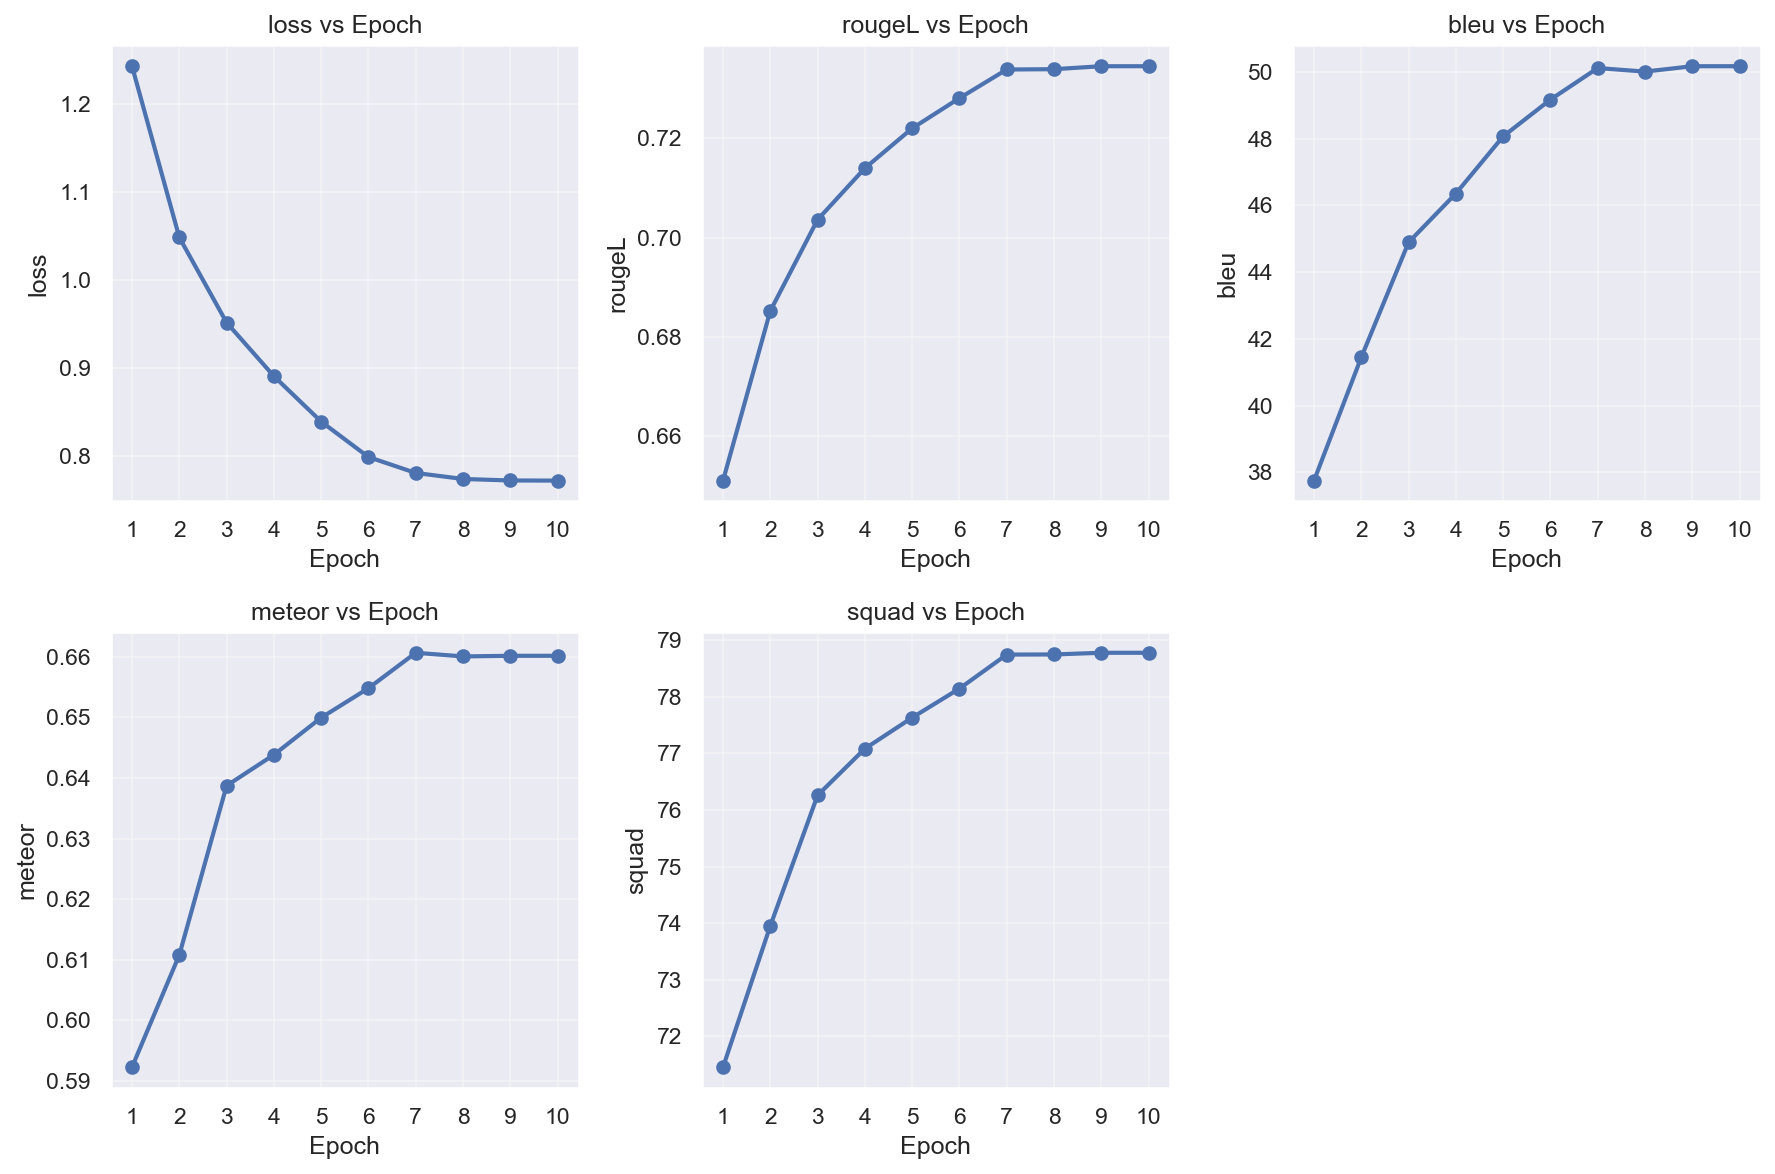 loss vs Epoch
loss
1.2
1.1
1.0
0.9
0.8
1 2 3 4 5 6 7 8 9 10
Epoch
rougeL vs Epoch
rougeL
0.72
0.70
0.68
0.66
1 2 3 4 5 6 7 8 9 10
Epoch
bleu vs Epoch
bleu
50
48
46
44
42
40
38
1 2 3 4 5 6 7 8 9 10
Epoch
meteor vs Epoch
meteor
0.66
0.65
0.64
0.63
0.62
0.61
0.60
0.59
1 2 3 4 5 6 7 8 9 10
Epoch
squad vs Epoch
squad
79
78
77
76
75
74
73
72
1 2 3 4 5 6 7 8 9 10
Epoch